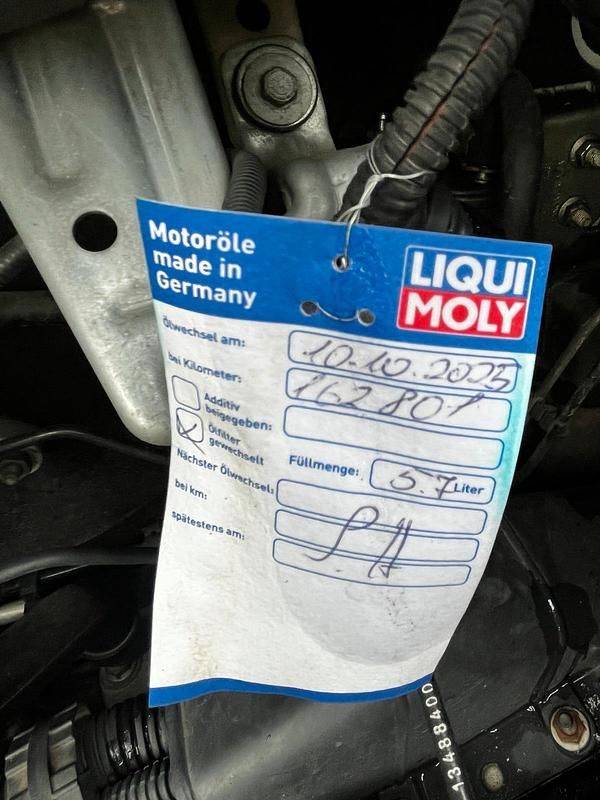 Motoröle
made in
Germany
LIQUI
MOLY
Ölwechsel am: 10.10.2025
bei Kilometer: 162 801
Additiv
beigegeben:
Ölfilter
gewechselt
Füllmenge: 5.7 Liter
Nächster Ölwechsel:
bei km:
spätestens am:
13488400